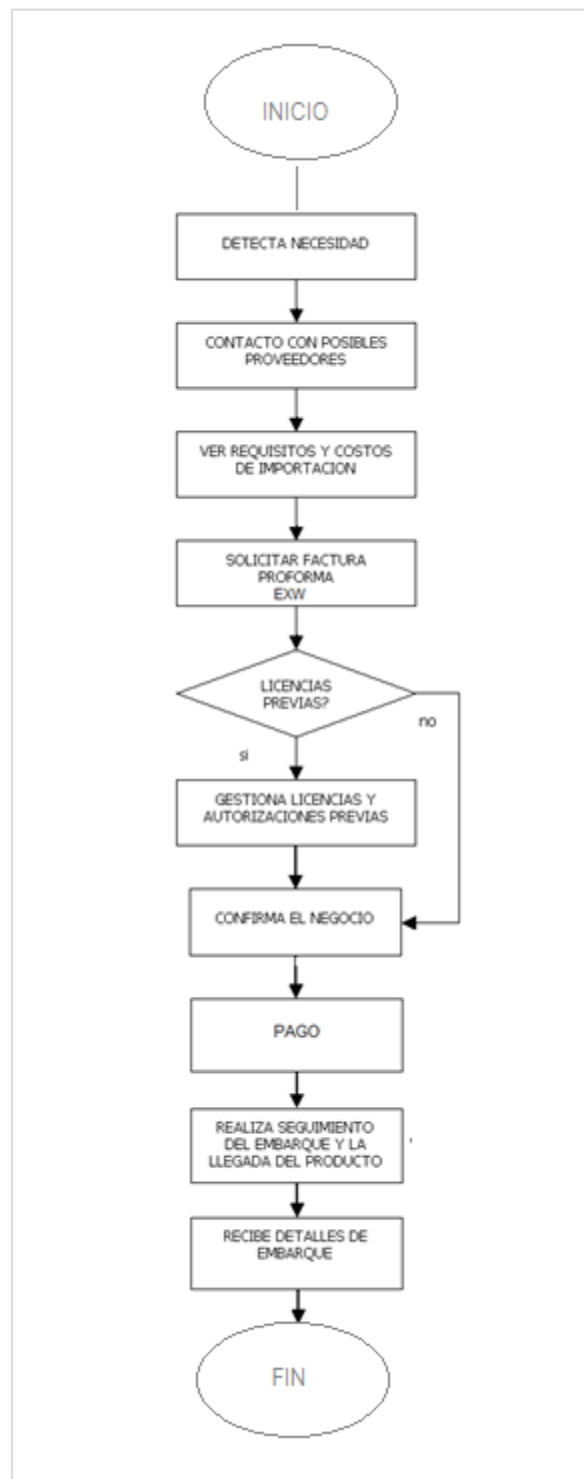 INICIO
DETECTA NECESIDAD
CONTACTO CON POSIBLES
PROVEEDORES
VER REQUISITOS Y COSTOS
DE IMPORTACION
SOLICITAR FACTURA
PROFORMA
EXW
LICENCIAS
PREVIAS?
no
si
GESTIONA LICENCIAS Y
AUTORIZACIONES PREVIAS
CONFIRMA EL NEGOCIO
PAGO
REALIZA SEGUIMIENTO
DEL EMBARQUE Y LA
LLEGADA DEL PRODUCTO
RECIBE DETALLES DE
EMBARQUE
FIN